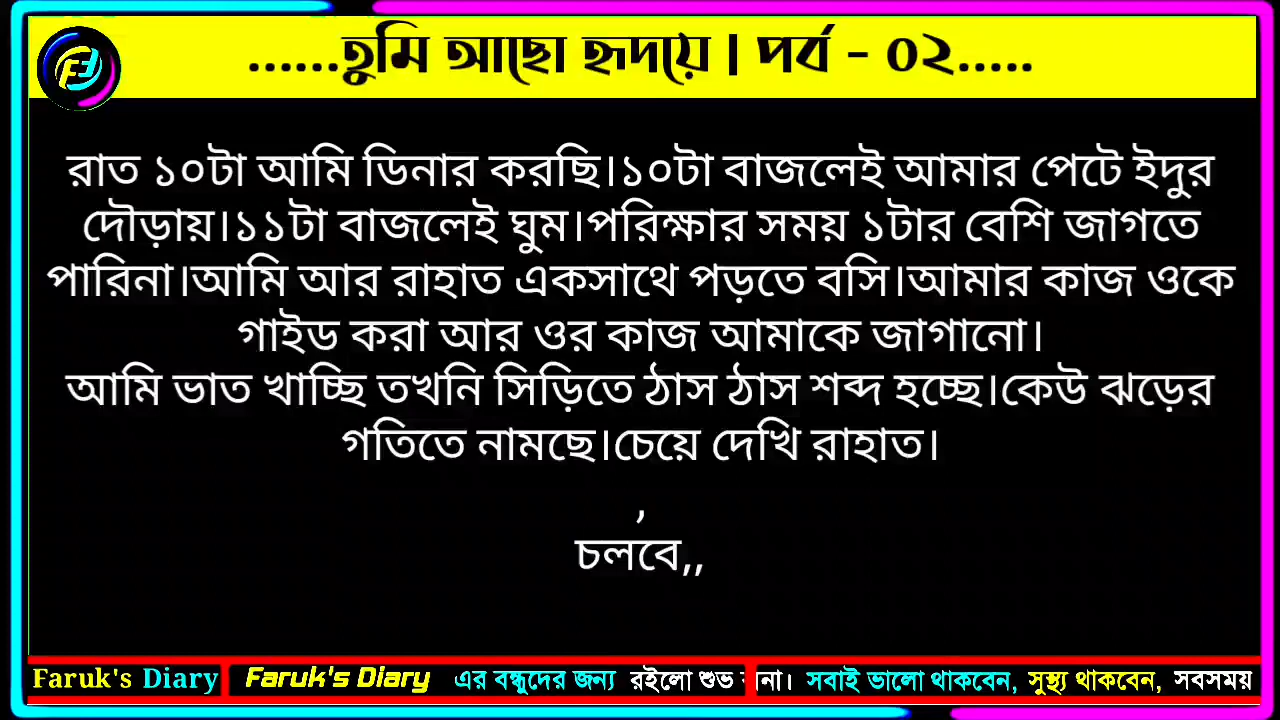 ......তুমি আছো হৃদয়ে | পর্ব - ০২.....
রাত ১০টা আমি ডিনার করছি।১০টা বাজলেই আমার পেটে ইদুর
দৌড়ায়।১১টা বাজলেই ঘুম।পরিক্ষার সময় ১টার বেশি জাগতে
পারিনা।আমি আর রাহাত একসাথে পড়তে বসি।আমার কাজ ওকে
গাইড করা আর ওর কাজ আমাকে জাগানো।
আমি ভাত খাচ্ছি তখনি সিড়িতে ঠাস ঠাস শব্দ হচ্ছে।কেউ ঝড়ের
গতিতে নামছে।চেয়ে দেখি রাহাত।
,
চলবে,,
Faruk's Diary Faruk's Diary এর বন্ধুদের জন্য রইলো শুভ সবাই ভালো থাকবেন, সুস্থ্য থাকবেন, সবসময়